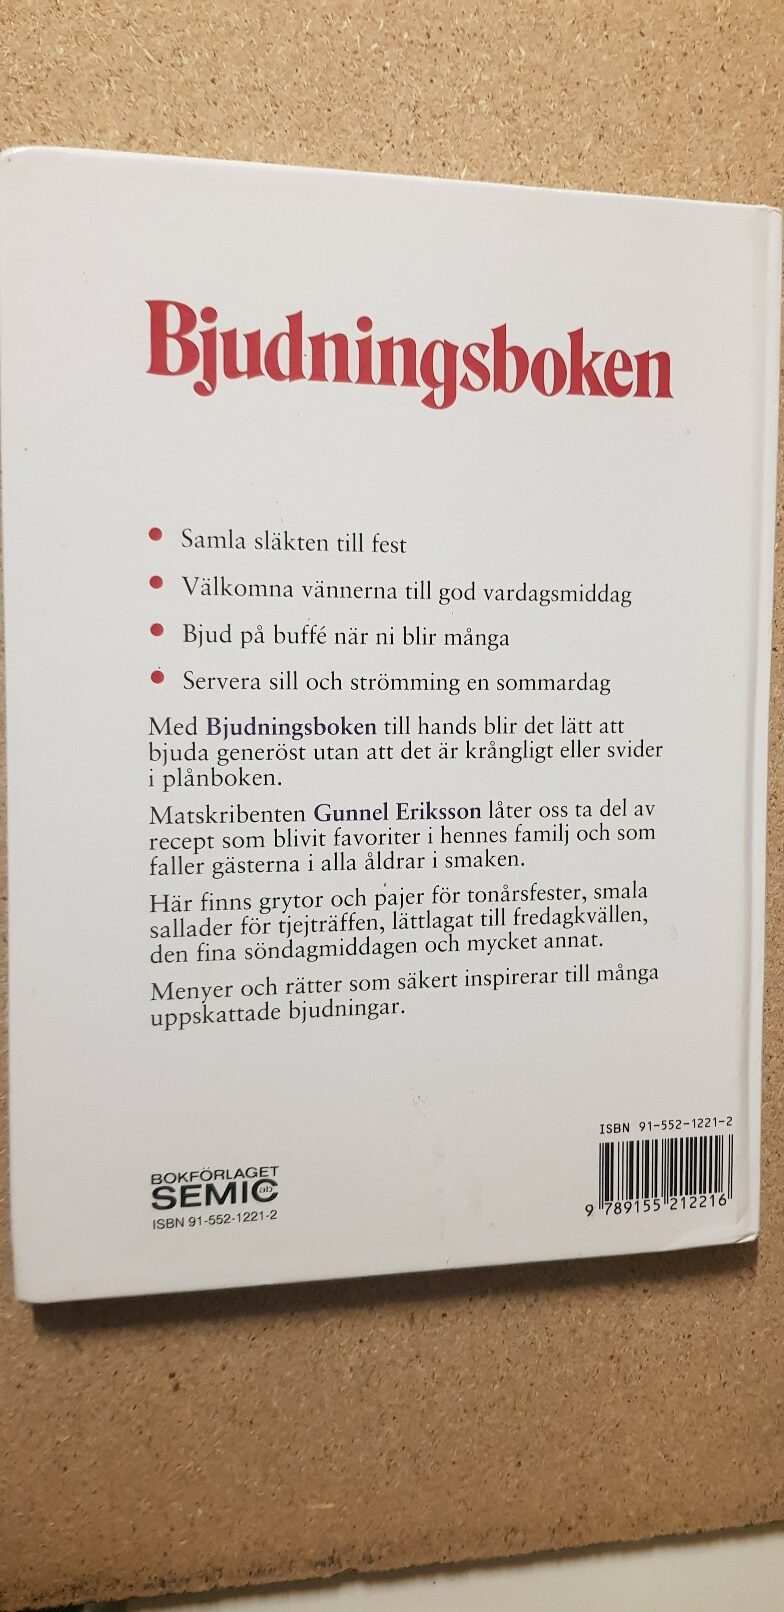 Bjudningsboken
• Samla släkten till fest
• Välkomna vännerna till god vardagsmiddag
• Bjud på buffé när ni blir många
• Servera sill och strömming en sommardag
Med Bjudningsboken till hands blir det lätt att
bjuda generöst utan att det är krångligt eller svider
i plånboken.
Matskribenten Gunnel Eriksson låter oss ta del av
recept som blivit favoriter i hennes familj och som
faller gästerna i alla åldrar i smaken.
Här finns grytor och pajer för tonårsfester, smala
sallader för tjejträffen, lättlagat till fredagkvällen,
den fina söndagmiddagen och mycket annat.
Menyer och rätter som säkert inspirerar till många
uppskattade bjudningar.
BOKFÖRLAGET
SEMIC ab
ISBN 91-552-1221-2
ISBN 91-552-1221-2
9 789155 212216